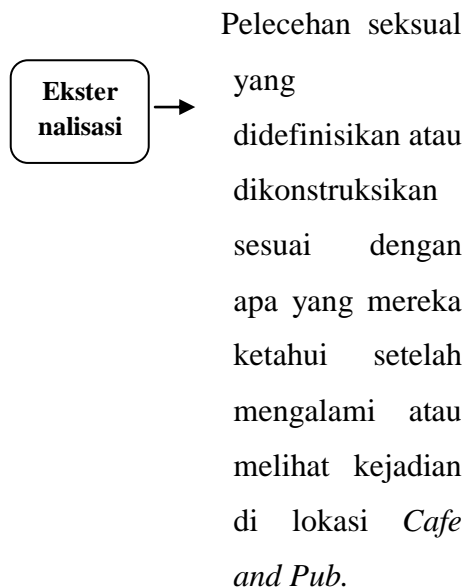 Ekster
nalisasi
Pelecehan seksual
yang
didefinisikan atau
dikonstruksikan
sesuai dengan
apa yang mereka
ketahui setelah
mengalami atau
melihat kejadian
di lokasi Cafe
and Pub.